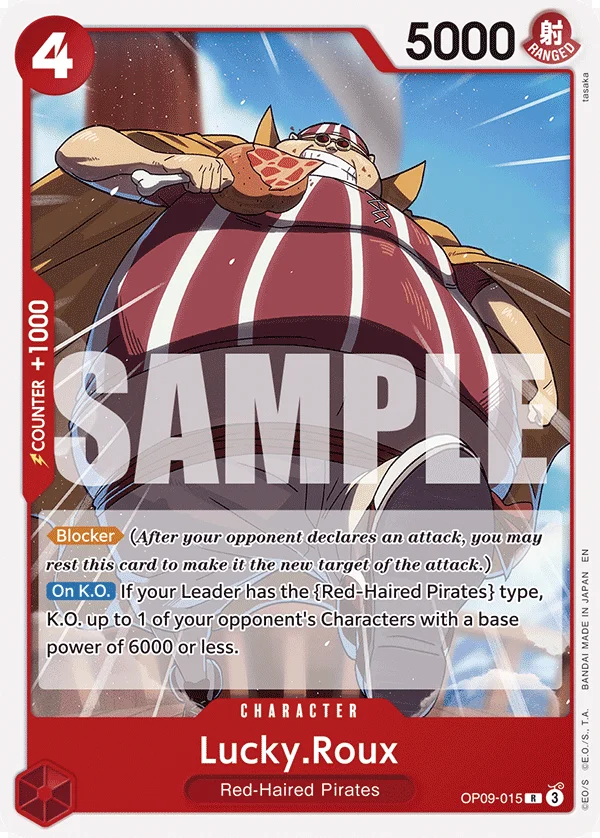 4
5000
射
RANGED
tasaka
COUNTER +1000
SAMPLE
Blocker (After your opponent declares an attack, you may
rest this card to make it the new target of the attack.)
On K.O. If your Leader has the {Red-Haired Pirates} type,
K.O. up to 1 of your opponent's Characters with a base
power of 6000 or less.
CHARACTER
Lucky.Roux
Red-Haired Pirates
OP09-015 R 3
©EO/S ©E.O./S., T.A. BANDAI MADE IN JAPAN EN